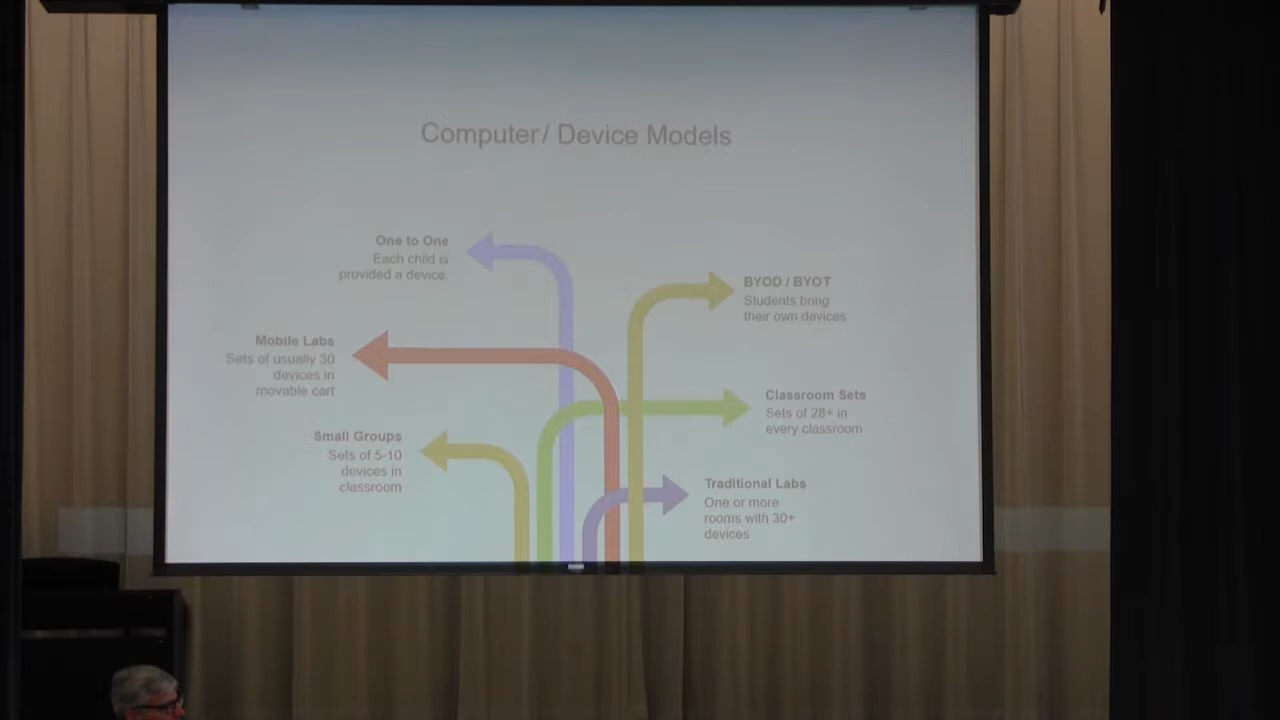 Computer/ Device Models
One to One
Each child is
provided a device
BYOD / BYOT
Students bring
their own devices
Mobile Labs
Sets of usually 30
devices in
movable cart
Classroom Sets
Sets of 28+ in
every classroom
Small Groups
Sets of 5-10
devices in
classroom
Traditional Labs
One or more
rooms with 30+
devices